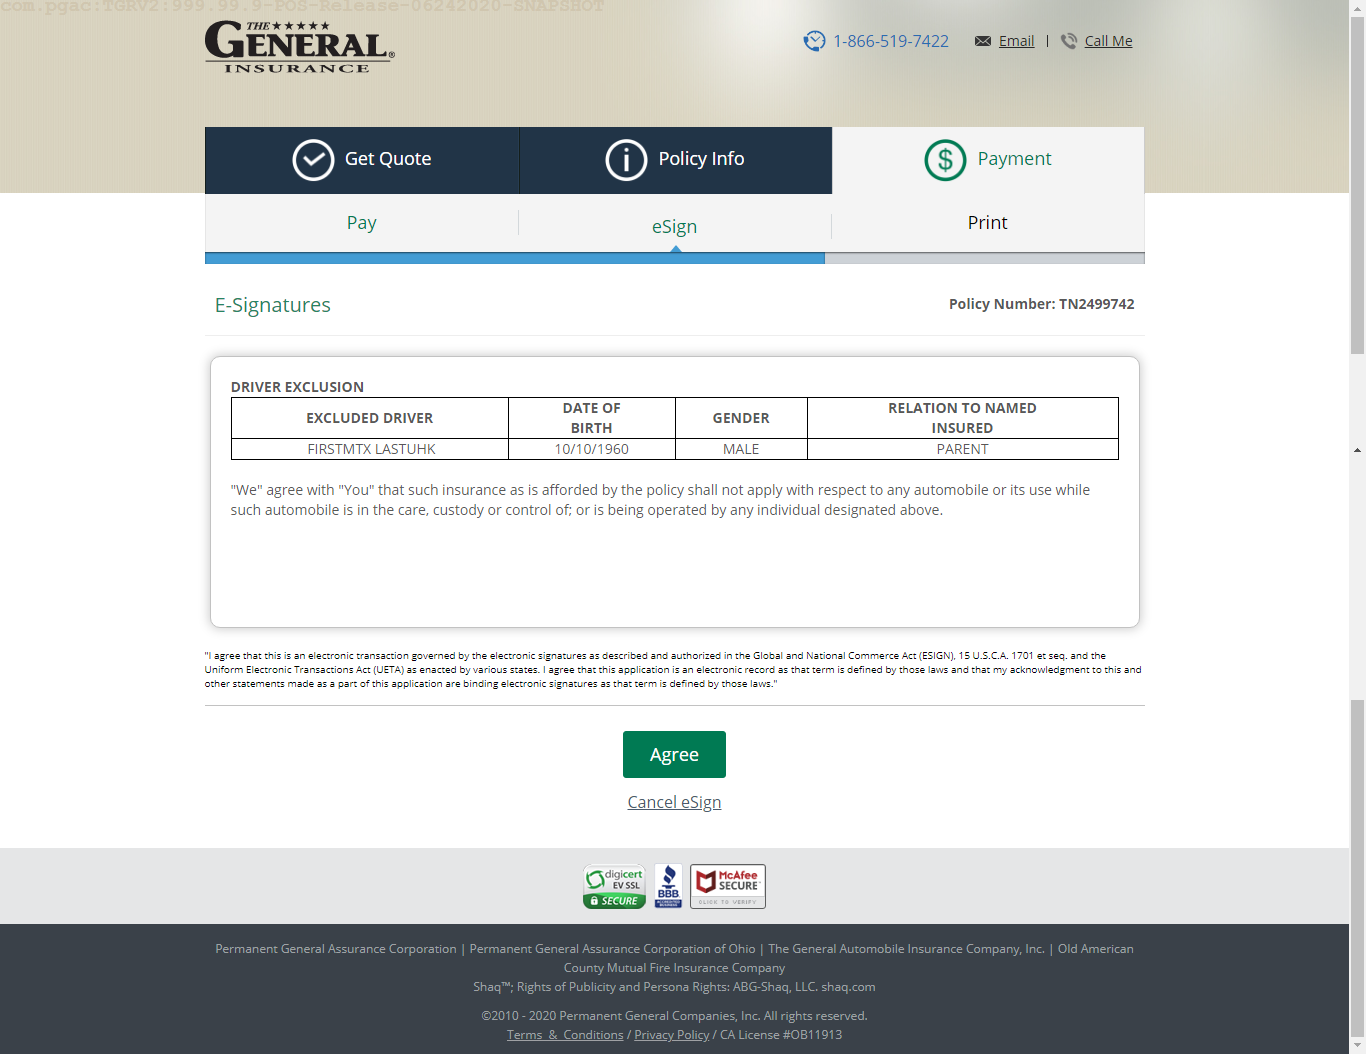 com.pgac:TGRV2:999.99.9-POS-Release-06242020-SNAPSHOT
THE ★★★★★
GENERAL®
INSURANCE
1-866-519-7422 Email | Call Me
Get Quote Policy Info Payment
Pay eSign Print
E-Signatures Policy Number: TN2499742
DRIVER EXCLUSION
EXCLUDED DRIVER DATE OF BIRTH GENDER RELATION TO NAMED INSURED
FIRSTMTX LASTUHK 10/10/1960 MALE PARENT
"We" agree with "You" that such insurance as is afforded by the policy shall not apply with respect to any automobile or its use while
such automobile is in the care, custody or control of; or is being operated by any individual designated above.
"I agree that this is an electronic transaction governed by the electronic signatures as described and authorized in the Global and National Commerce Act (ESIGN), 15 U.S.C.A. 1701 et seq. and the
Uniform Electronic Transactions Act (UETA) as enacted by various states. I agree that this application is an electronic record as that term is defined by those laws and that my acknowledgment to this and
other statements made as a part of this application are binding electronic signatures as that term is defined by those laws."
Agree
Cancel eSign
digicert
EV SSL
SECURE
BBB
ACCREDITED
BUSINESS
McAfee
SECURE
CLICK TO VERIFY
Permanent General Assurance Corporation | Permanent General Assurance Corporation of Ohio | The General Automobile Insurance Company, Inc. | Old American
County Mutual Fire Insurance Company
Shaq™; Rights of Publicity and Persona Rights: ABG-Shaq, LLC. shaq.com
©2010 - 2020 Permanent General Companies, Inc. All rights reserved.
Terms & Conditions / Privacy Policy / CA License #OB11913